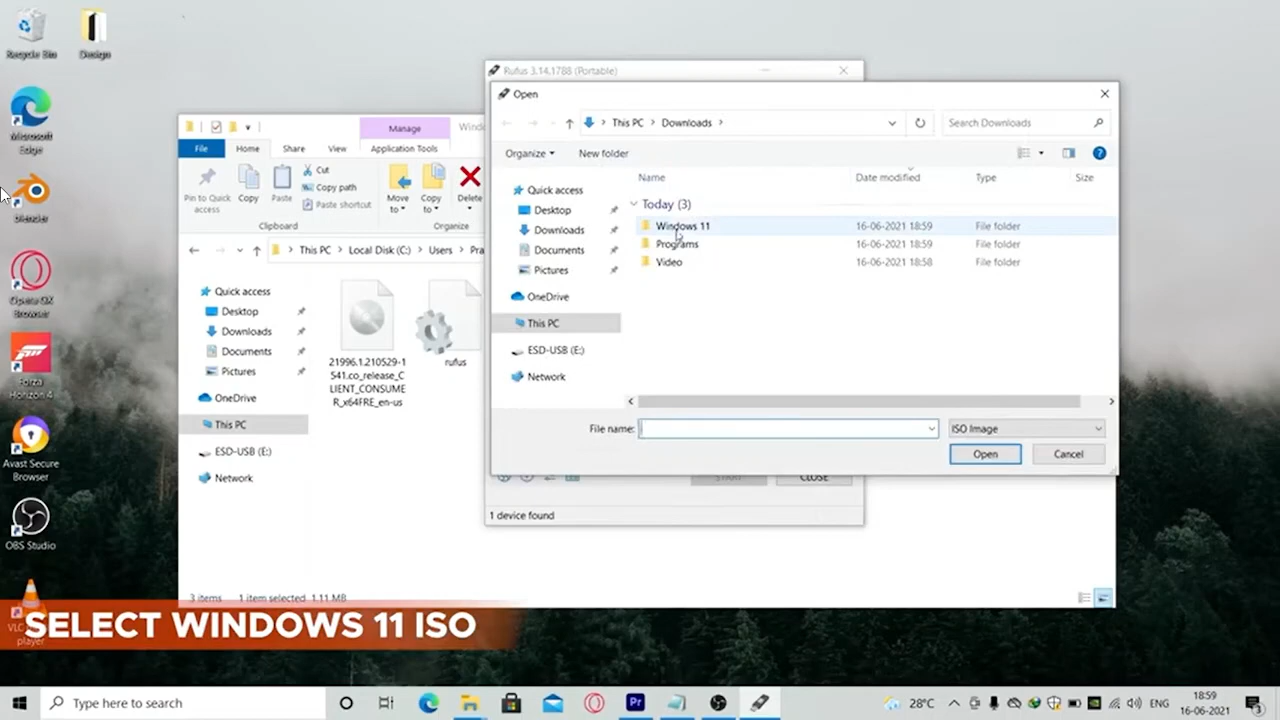 Recycle Bin
Design
Microsoft
Edge
blender
Opera GX
Browser
Forza
Horizon 4
Avast Secure
Browser
OBS Studio
VLC
player
Manage
File
Home
Share
View
Application Tools
Pin to Quick
access
Copy
Paste
Cut
Copy path
Paste shortcut
Clipboard
Move
to
Copy
to
Delete
Organize
This PC
Local Disk (C:)
Users
Quick access
Desktop
Downloads
Documents
Pictures
OneDrive
This PC
ESD-USB (E:)
Network
21996.1.210529-1
541.co_release_C
LIENT_CONSUME
R_x64FRE_en-us
rufus
3 items
1 item selected 1.11 MB
Rufus 3.14.1788 (Portable)
Open
This PC
Downloads
Search Downloads
Organize
New folder
Name
Date modified
Type
Size
Today (3)
Windows 11 16-06-2021 18:59 File folder
Programs 16-06-2021 18:59 File folder
Video 16-06-2021 18:58 File folder
Quick access
Desktop
Downloads
Documents
Pictures
OneDrive
This PC
ESD-USB (E:)
Network
File name:
ISO Image
Open
Cancel
START
CLOSE
1 device found
SELECT WINDOWS 11 ISO
Type here to search
Pr
28°C
ENG
18:59
16-06-2021
3